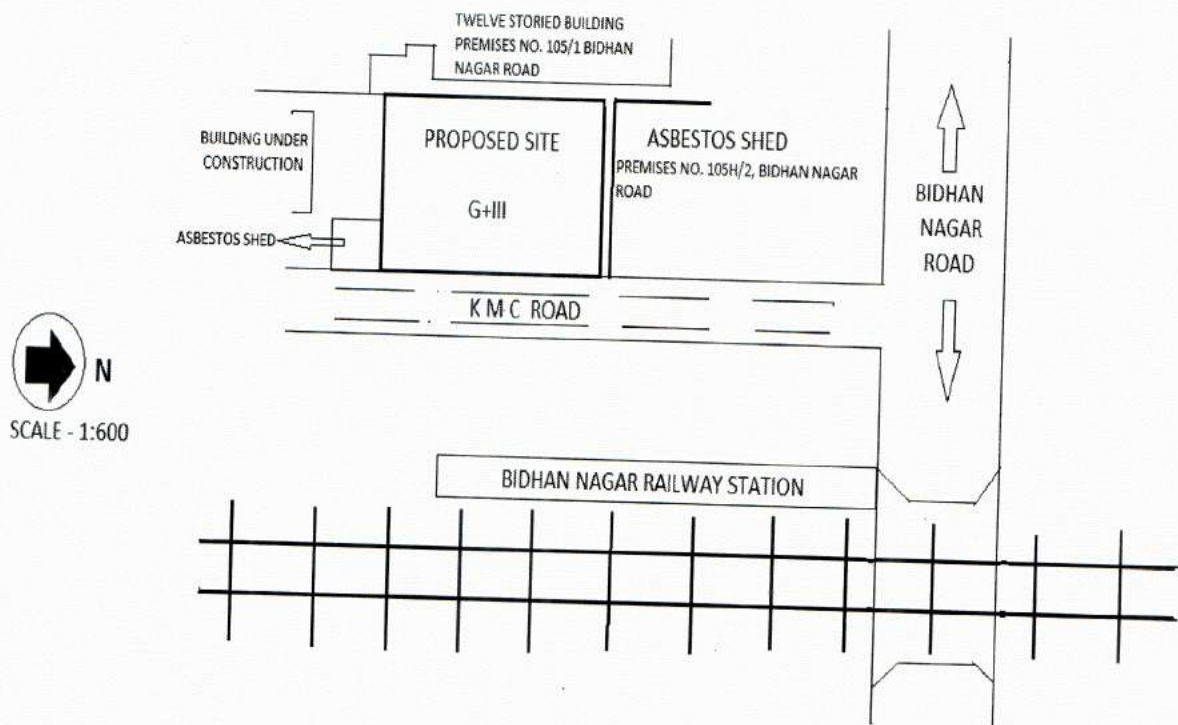 TWELVE STORIED BUILDING
PREMISES NO. 105/1 BIDHAN
NAGAR ROAD
BUILDING UNDER
CONSTRUCTION
PROPOSED SITE
G+III
ASBESTOS SHED
PREMISES NO. 105H/2, BIDHAN NAGAR
ROAD
BIDHAN
NAGAR
ROAD
ASBESTOS SHED
K M C ROAD
N
SCALE - 1:600
BIDHAN NAGAR RAILWAY STATION